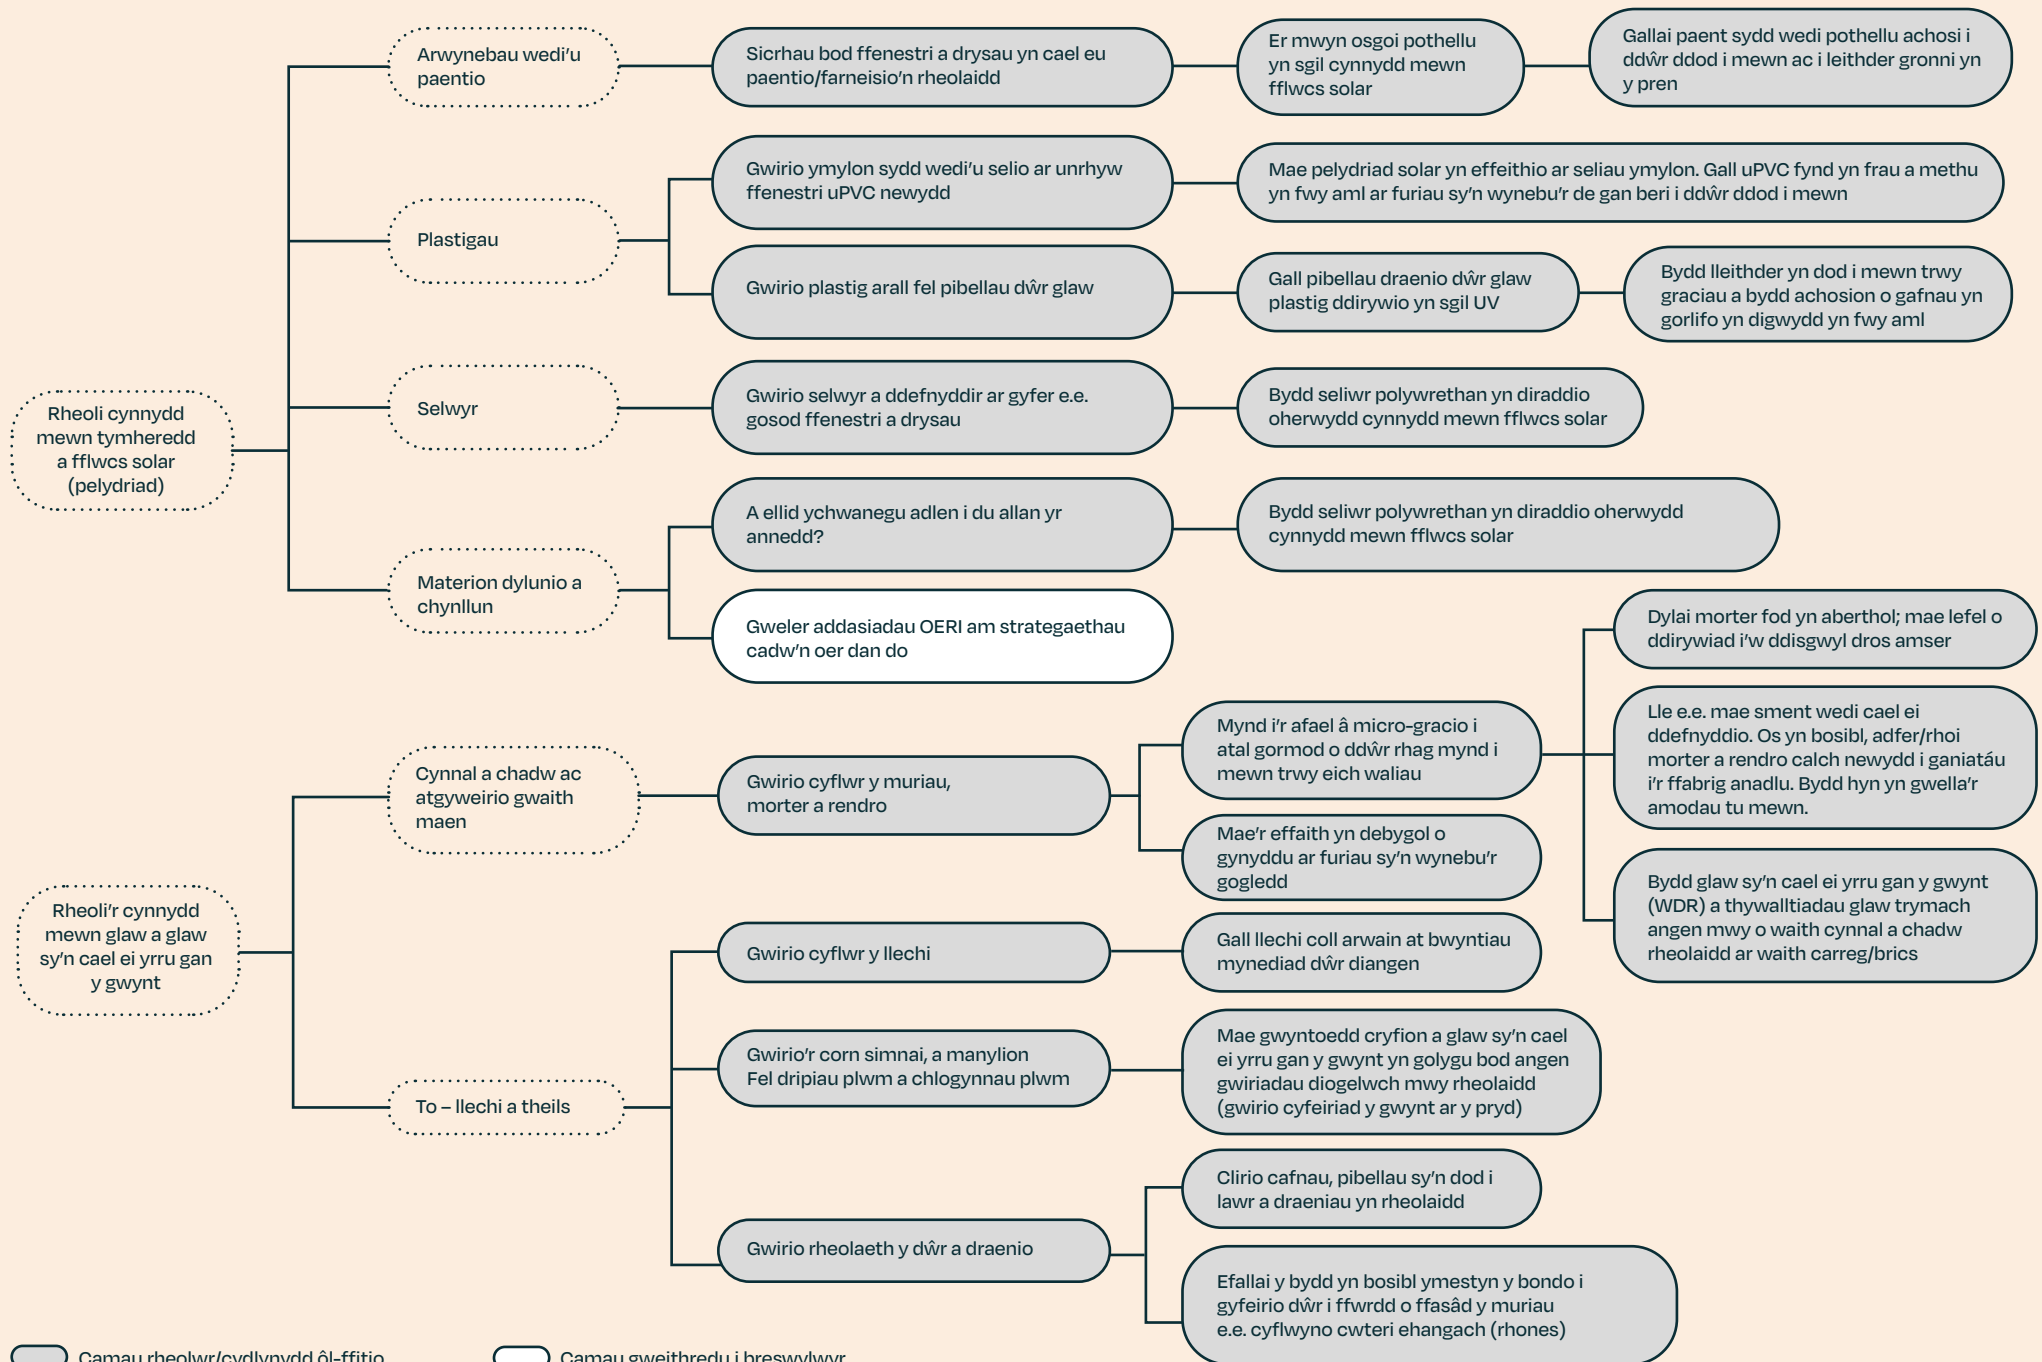 Rheoli cynnydd
mewn tymheredd
a fflwcs solar
(pelydriad)
Arwynebau wedi’u
paentio
Sicrhau bod ffenestri a drysau yn cael eu
paentio/farneisio’n rheolaidd
Er mwyn osgoi pothellu
yn sgil cynnydd mewn
fflwcs solar
Gallai paent sydd wedi pothellu achosi i
ddŵr ddod i mewn ac i leithder gronni yn
y pren
Plastigau
Gwirio ymylon sydd wedi’u selio ar unrhyw
ffenestri uPVC newydd
Mae pelydriad solar yn effeithio ar seliau ymylon. Gall uPVC fynd yn frau a methu
yn fwy aml ar furiau sy’n wynebu’r de gan beri i ddŵr ddod i mewn
Gwirio plastig arall fel pibellau dŵr glaw
Gall pibellau draenio dŵr glaw
plastig ddirywio yn sgil UV
Bydd lleithder yn dod i mewn trwy
graciau a bydd achosion o gafnau yn
gorlifo yn digwydd yn fwy aml
Selwyr
Gwirio selwyr a ddefnyddir ar gyfer e.e.
gosod ffenestri a drysau
Bydd seliwr polywrethan yn diraddio
oherwydd cynnydd mewn fflwcs solar
Materion dylunio a
chynllun
A ellid ychwanegu adlen i du allan yr
annedd?
Bydd seliwr polywrethan yn diraddio oherwydd
cynnydd mewn fflwcs solar
Gweler addasiadau OERI am strategaethau
cadw’n oer dan do
Rheoli’r cynnydd
mewn glaw a glaw
sy’n cael ei yrru gan
y gwynt
Cynnal a chadw ac
atgyweirio gwaith
maen
Gwirio cyflwr y muriau,
morter a rendro
Mynd i’r afael â micro-gracio i
atal gormod o ddŵr rhag mynd i
mewn trwy eich waliau
Dylai morter fod yn aberthol; mae lefel o
ddirywiad i’w ddisgwyl dros amser
Lle e.e. mae sment wedi cael ei
ddefnyddio. Os yn bosibl, adfer/rhoi
morter a rendro calch newydd i ganiatáu
i’r ffabrig anadlu. Bydd hyn yn gwella’r
amodau tu mewn.
Bydd glaw sy’n cael ei yrru gan y gwynt
(WDR) a thywalltiadau glaw trymach
angen mwy o waith cynnal a chadw
rheolaidd ar waith carreg/brics
Mae’r effaith yn debygol o
gynyddu ar furiau sy’n wynebu’r
gogledd
To – llechi a theils
Gwirio cyflwr y llechi
Gall llechi coll arwain at bwyntiau
mynediad dŵr diangen
Gwirio’r corn simnai, a manylion
Fel dripiau plwm a chlogynnau plwm
Mae gwyntoedd cryfion a glaw sy’n cael
ei yrru gan y gwynt yn golygu bod angen
gwiriadau diogelwch mwy rheolaidd
(gwirio cyfeiriad y gwynt ar y pryd)
Gwirio rheolaeth y dŵr a draenio
Clirio cafnau, pibellau sy’n dod i
lawr a draeniau yn rheolaidd
Efallai y bydd yn bosibl ymestyn y bondo i
gyfeirio dŵr i ffwrdd o ffasâd y muriau
e.e. cyflwyno cwteri ehangach (rhones)
Camau rheolwr/cydlynydd ôl-ffitio
Camau gweithredu i breswylwyr